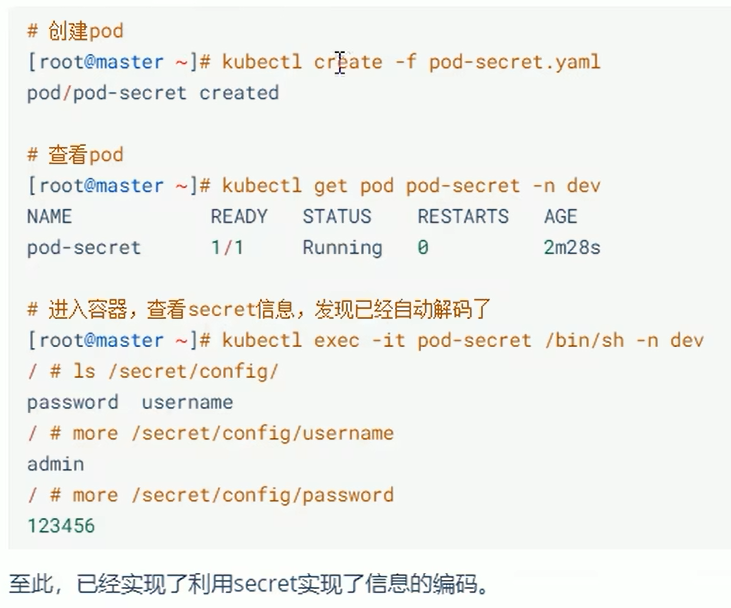 # 创建pod
[root@master ~]# kubectl create -f pod-secret.yaml
pod/pod-secret created
# 查看pod
[root@master ~]# kubectl get pod pod-secret -n dev
NAME READY STATUS RESTARTS AGE
pod-secret 1/1 Running 0 2m28s
# 进入容器，查看secret信息，发现已经自动解码了
[root@master ~]# kubectl exec -it pod-secret /bin/sh -n dev
/ # ls /secret/config/
password username
/ # more /secret/config/username
admin
/ # more /secret/config/password
123456
至此，已经实现了利用secret实现了信息的编码。